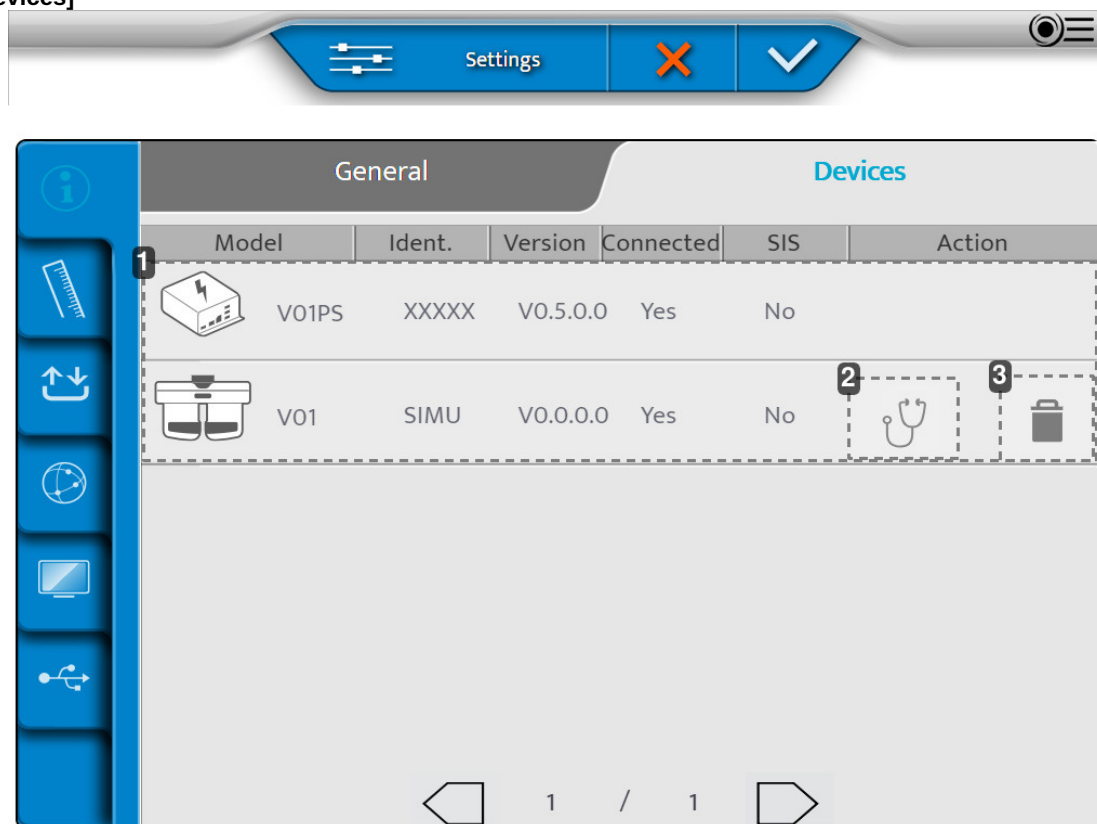 evices]
Settings
General Devices
Model Ident. Version Connected SIS Action
1
V01PS XXXXX V0.5.0.0 Yes No
2 3
V01 SIMU V0.0.0.0 Yes No
1 / 1